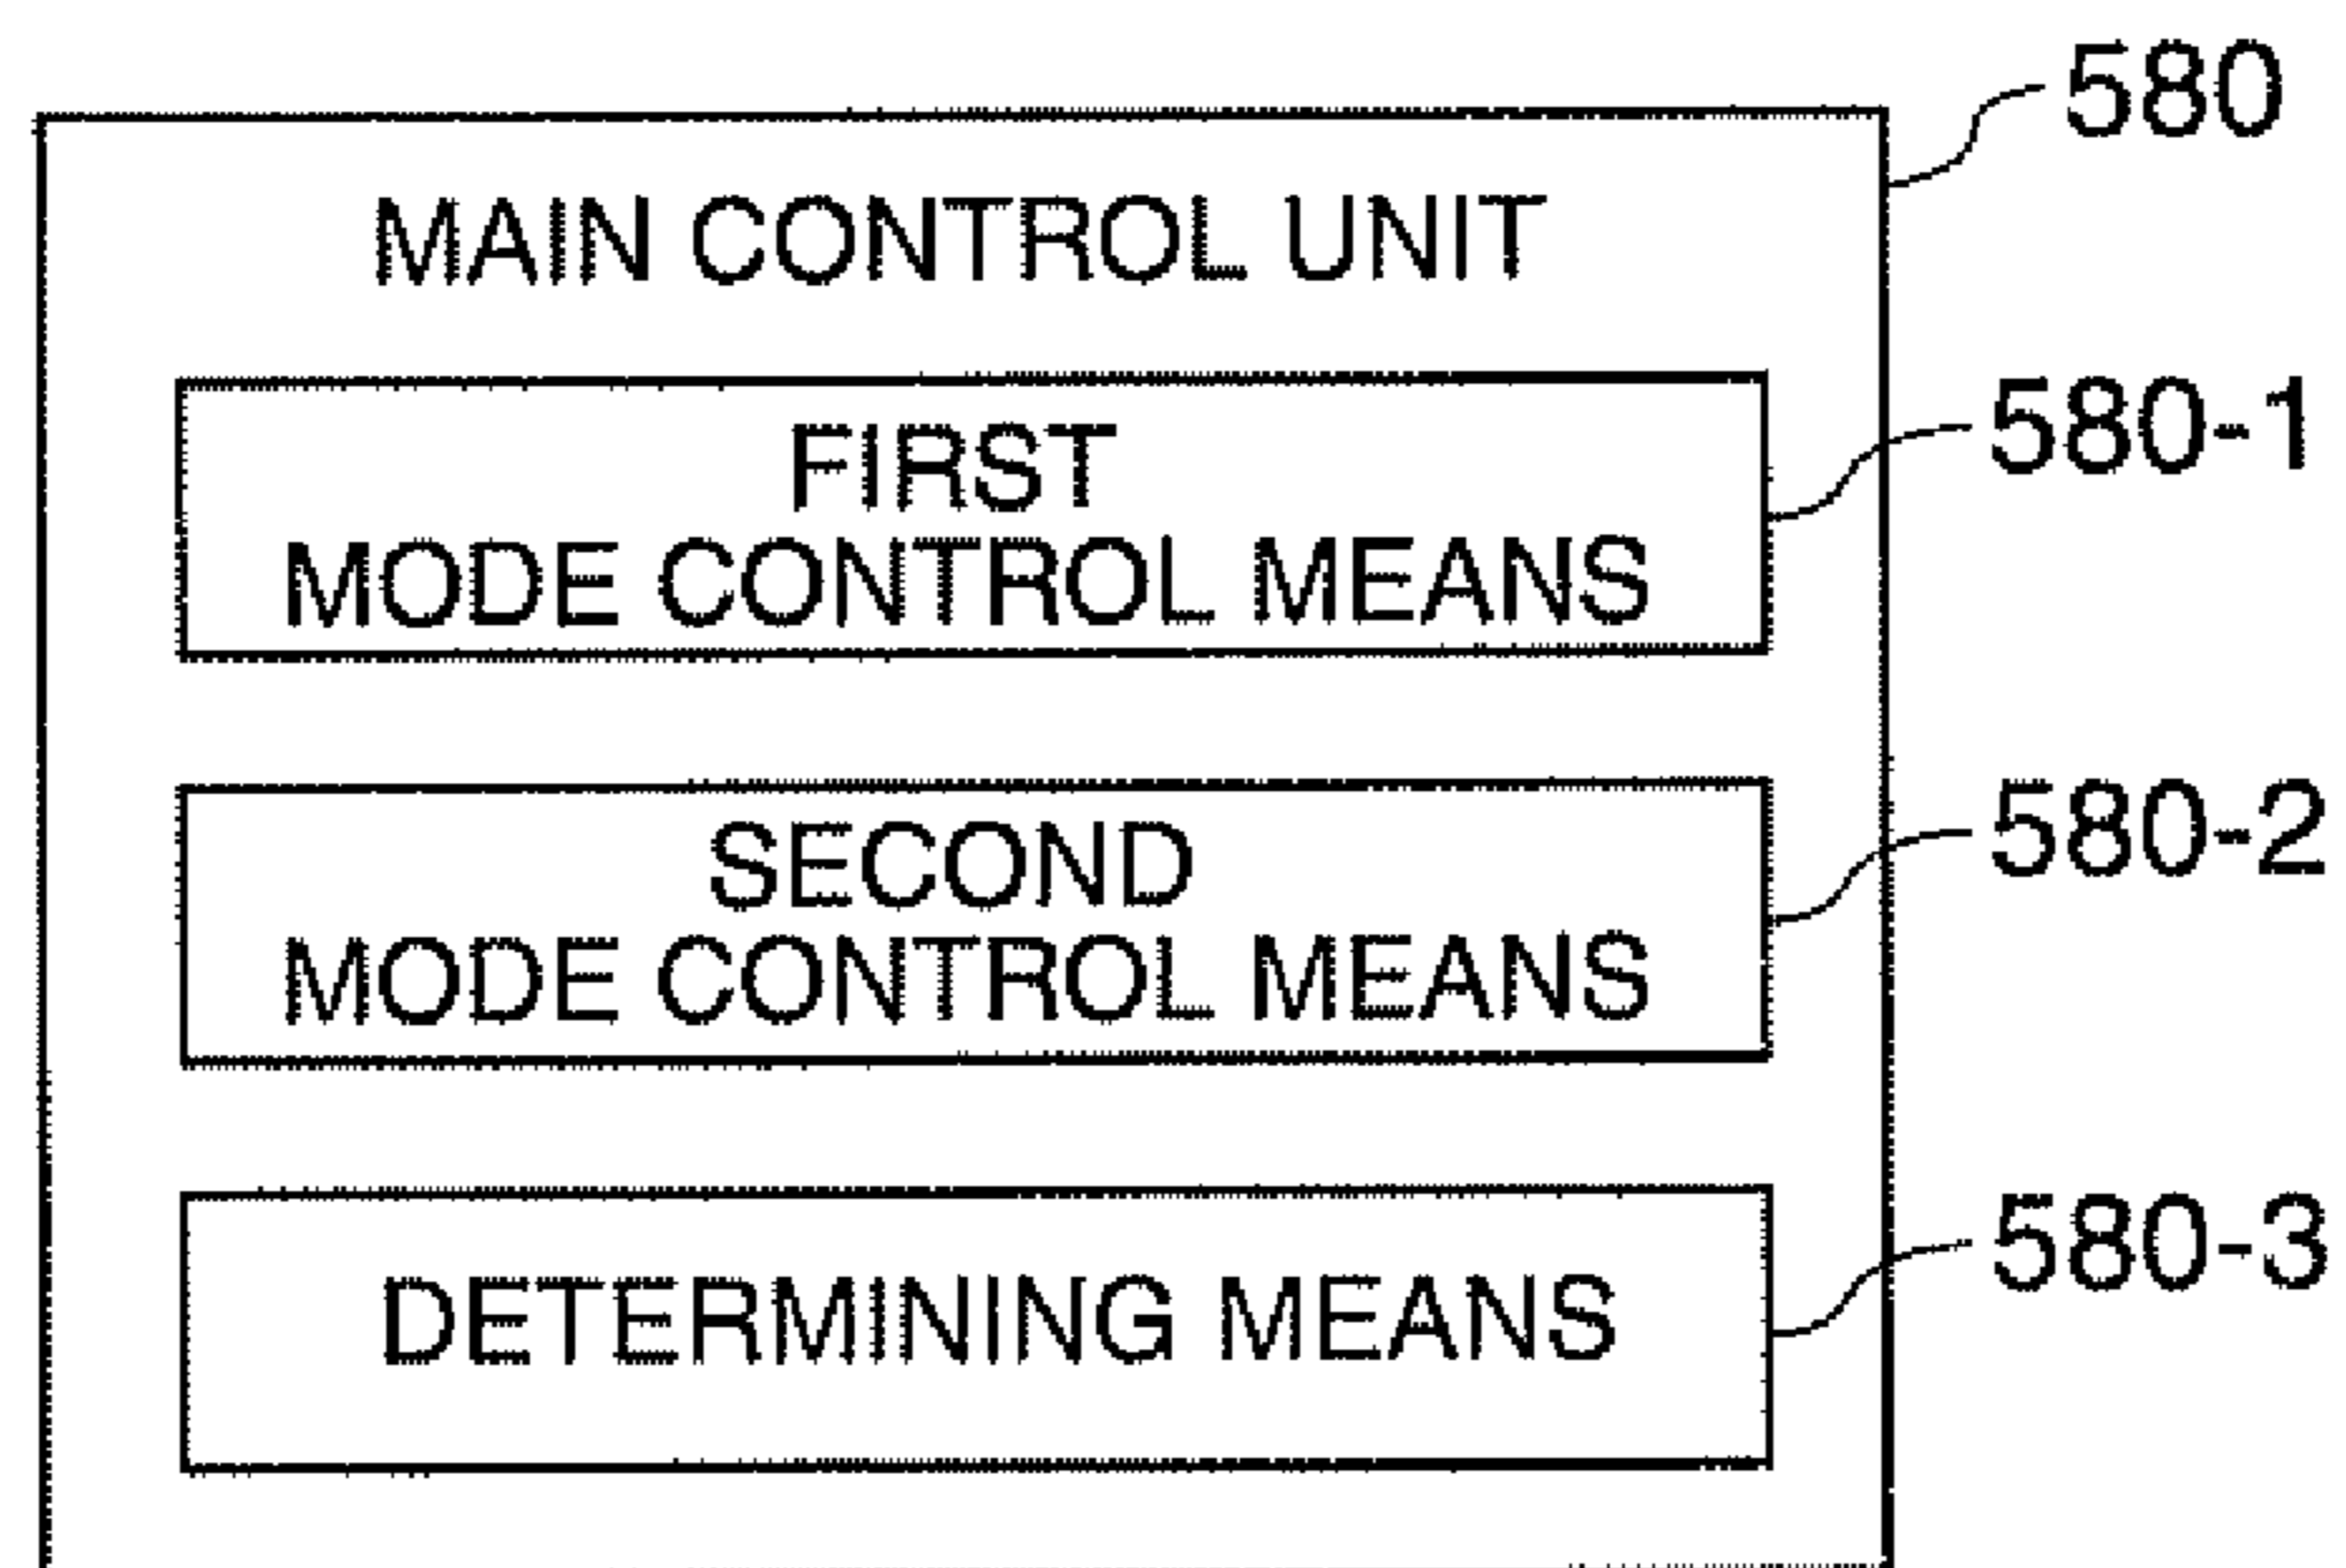 580
MAIN CONTROL UNIT
FIRST
580-1
MODE CONTROL MEANS
SECOND
580-2
MODE CONTROL MEANS
DETERMINING MEANS
580-3